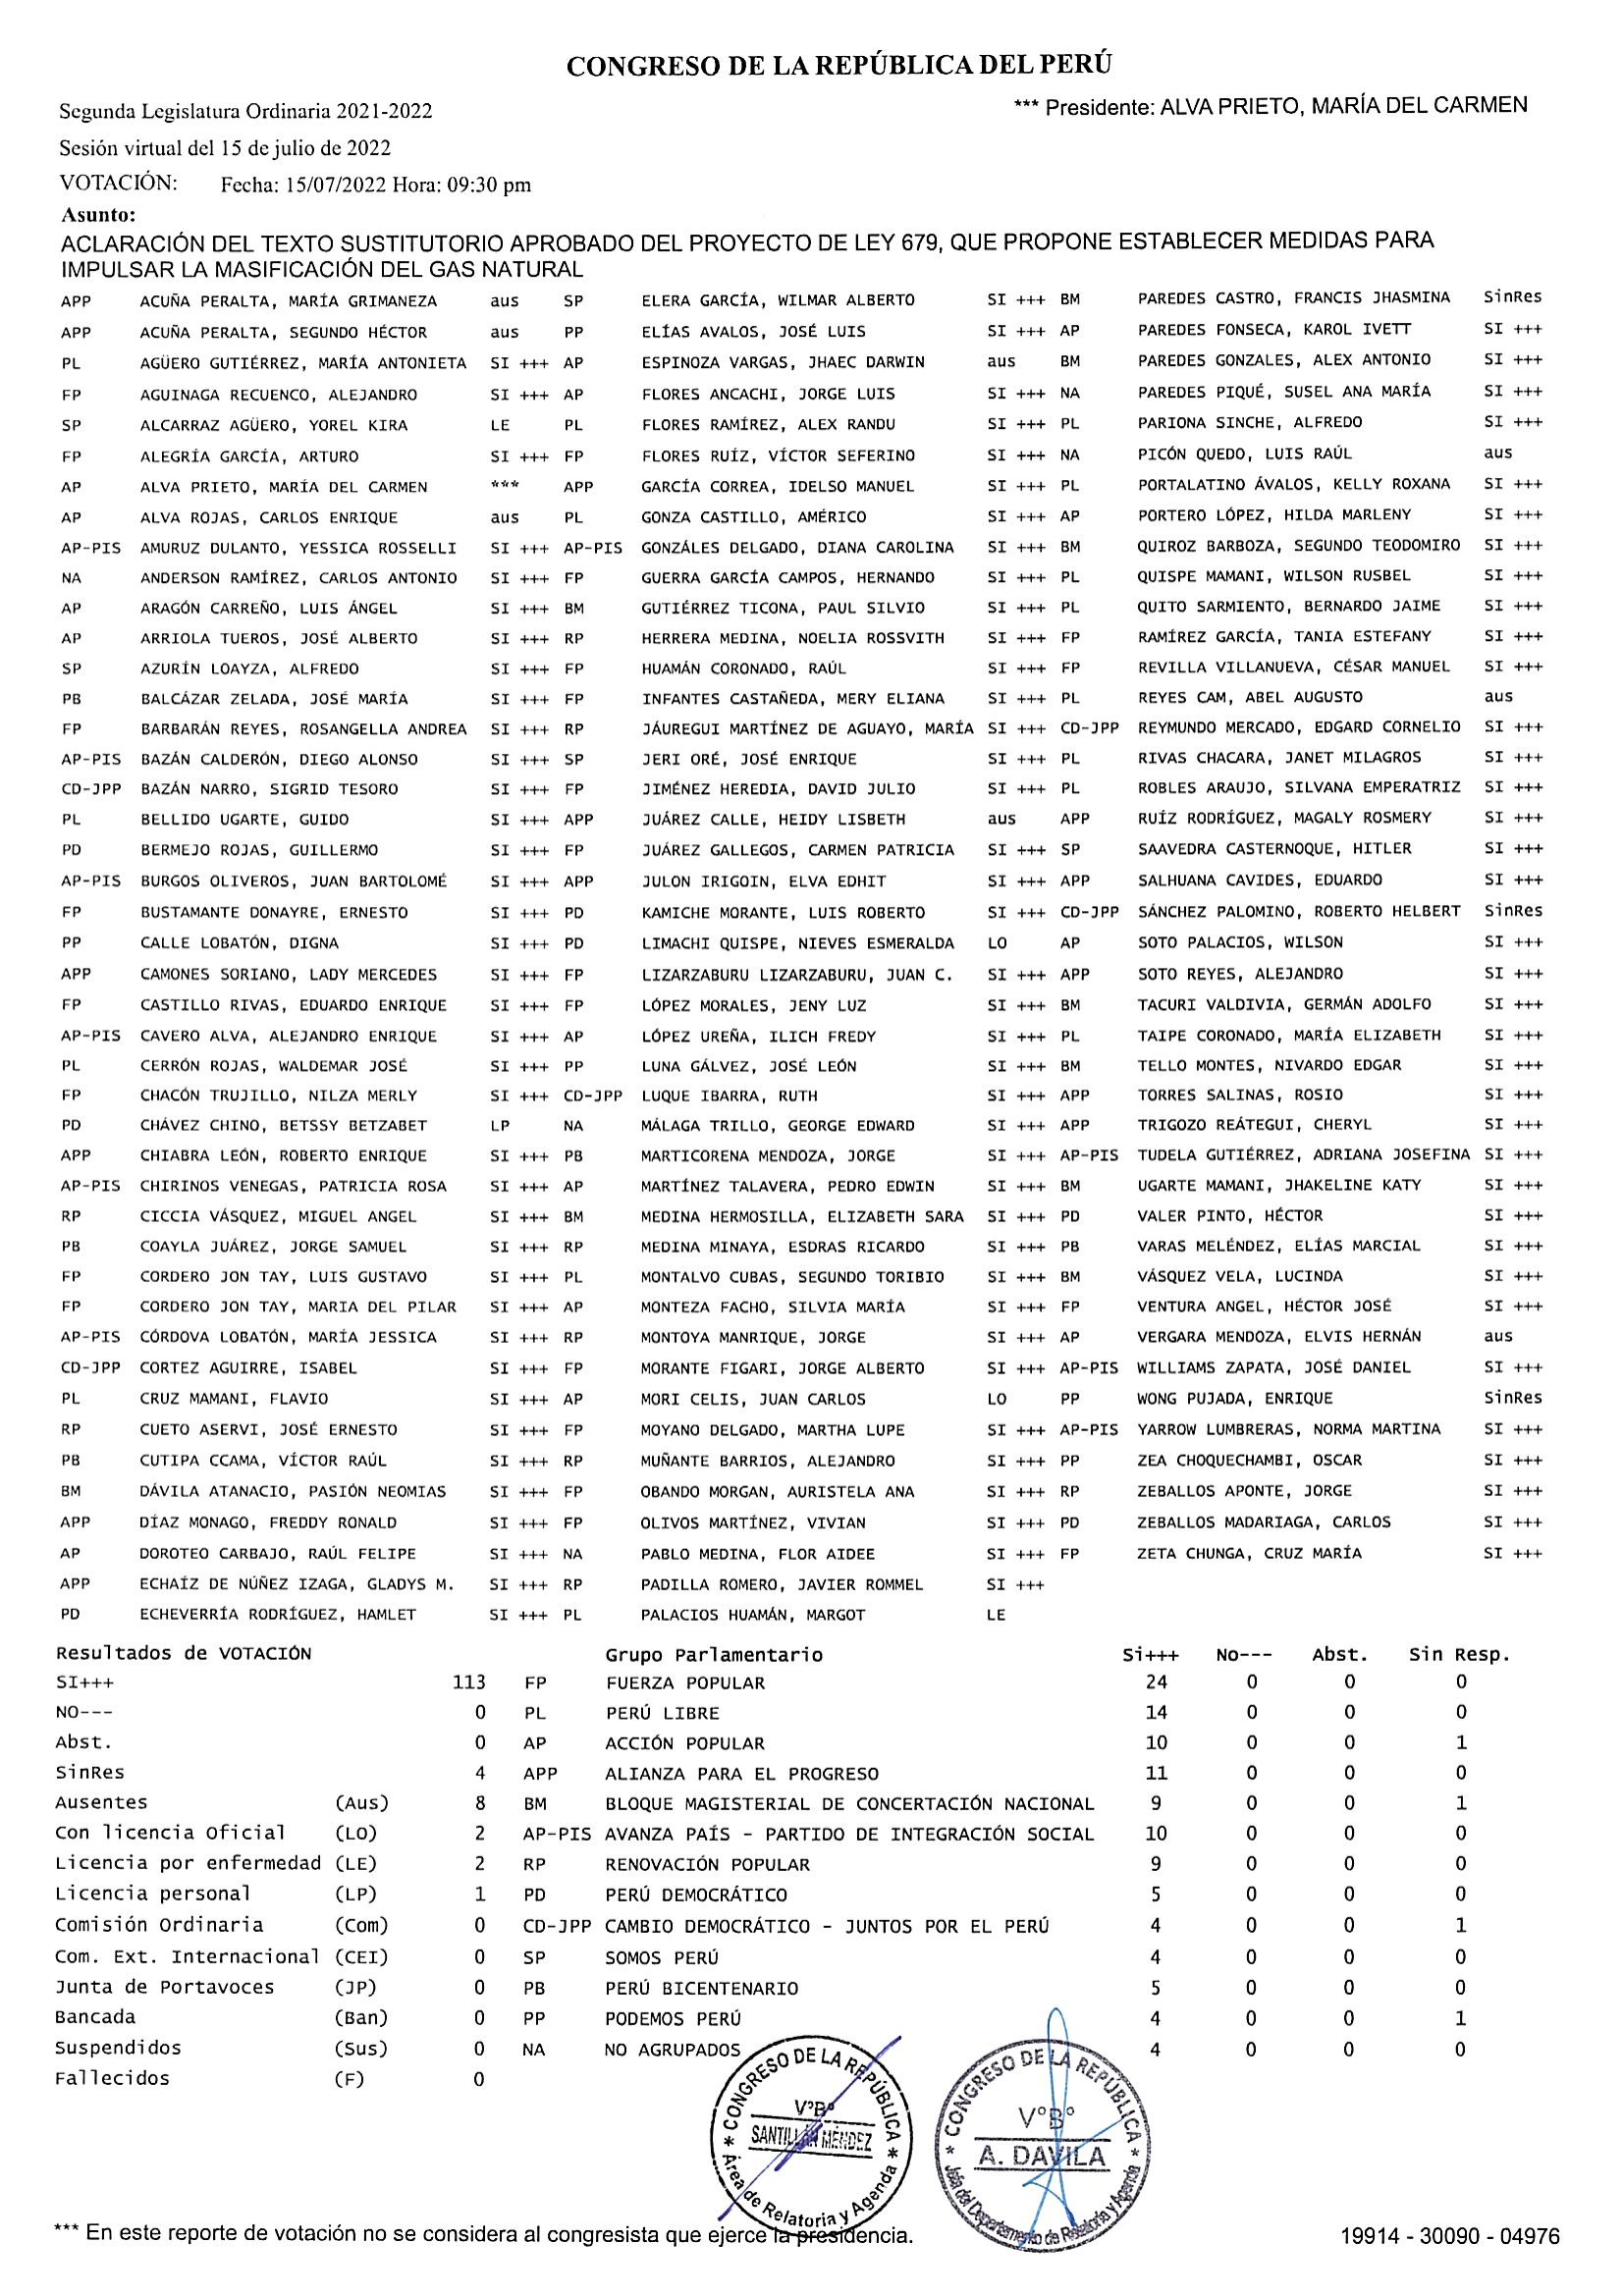 CONGRESO DE LA REPÚBLICA DEL PERÚ
Segunda Legislatura Ordinaria 2021-2022
*** Presidente: ALVA PRIETO, MARÍA DEL CARMEN
Sesión virtual del 15 de julio de 2022
VOTACIÓN: Fecha: 15/07/2022 Hora: 09:30 pm
Asunto:
ACLARACIÓN DEL TEXTO SUSTITUTORIO APROBADO DEL PROYECTO DE LEY 679, QUE PROPONE ESTABLECER MEDIDAS PARA
IMPULSAR LA MASIFICACIÓN DEL GAS NATURAL
APP ACUÑA PERALTA, MARÍA GRIMANEZA aus SP ELERA GARCÍA, WILMAR ALBERTO SI +++ BM PAREDES CASTRO, FRANCIS JHASMINA SinRes
APP ACUÑA PERALTA, SEGUNDO HÉCTOR aus PP ELÍAS AVALOS, JOSÉ LUIS SI +++ AP PAREDES FONSECA, KAROL IVETT SI +++
PL AGÜERO GUTIÉRREZ, MARÍA ANTONIETA SI +++ AP ESPINOZA VARGAS, JHAEC DARWIN aus BM PAREDES GONZALES, ALEX ANTONIO SI +++
FP AGUINAGA RECUENCO, ALEJANDRO SI +++ AP FLORES ANCACHI, JORGE LUIS SI +++ NA PAREDES PIQUÉ, SUSEL ANA MARÍA SI +++
SP ALCARRAZ AGÜERO, YOREL KIRA LE PL FLORES RAMÍREZ, ALEX RANDU SI +++ PL PARIONA SINCHE, ALFREDO SI +++
FP ALEGRÍA GARCÍA, ARTURO SI +++ FP FLORES RUÍZ, VÍCTOR SEFERINO SI +++ NA PICÓN QUEDO, LUIS RAÚL aus
AP ALVA PRIETO, MARÍA DEL CARMEN *** APP GARCÍA CORREA, IDELSO MANUEL SI +++ PL PORTALATINO ÁVALOS, KELLY ROXANA SI +++
AP ALVA ROJAS, CARLOS ENRIQUE aus PL GONZA CASTILLO, AMÉRICO SI +++ AP PORTERO LÓPEZ, HILDA MARLENY SI +++
AP-PIS AMURUZ DULANTO, YESSICA ROSSELLI SI +++ AP-PIS GONZÁLES DELGADO, DIANA CAROLINA SI +++ BM QUIROZ BARBOZA, SEGUNDO TEODOMIRO SI +++
NA ANDERSON RAMÍREZ, CARLOS ANTONIO SI +++ FP GUERRA GARCÍA CAMPOS, HERNANDO SI +++ PL QUISPE MAMANI, WILSON RUSBEL SI +++
AP ARAGÓN CARREÑO, LUIS ÁNGEL SI +++ BM GUTIÉRREZ TICONA, PAUL SILVIO SI +++ PL QUITO SARMIENTO, BERNARDO JAIME SI +++
AP ARRIOLA TUEROS, JOSÉ ALBERTO SI +++ RP HERRERA MEDINA, NOELIA ROSSVITH SI +++ FP RAMÍREZ GARCÍA, TANIA ESTEFANY SI +++
SP AZURÍN LOAYZA, ALFREDO SI +++ FP HUAMÁN CORONADO, RAÚL SI +++ FP REVILLA VILLANUEVA, CÉSAR MANUEL SI +++
PB BALCÁZAR ZELADA, JOSÉ MARÍA SI +++ FP INFANTES CASTAÑEDA, MERY ELIANA SI +++ PL REYES CAM, ABEL AUGUSTO aus
FP BARBARÁN REYES, ROSANGELLA ANDREA SI +++ RP JÁUREGUI MARTÍNEZ DE AGUAYO, MARÍA SI +++ CD-JPP REYMUNDO MERCADO, EDGARD CORNELIO SI +++
AP-PIS BAZÁN CALDERÓN, DIEGO ALONSO SI +++ SP JERI ORÉ, JOSÉ ENRIQUE SI +++ PL RIVAS CHACARA, JANET MILAGROS SI +++
CD-JPP BAZÁN NARRO, SIGRID TESORO SI +++ FP JIMÉNEZ HEREDIA, DAVID JULIO SI +++ PL ROBLES ARAUJO, SILVANA EMPERATRIZ SI +++
PL BELLIDO UGARTE, GUIDO SI +++ APP JUÁREZ CALLE, HEIDY LISBETH aus APP RUÍZ RODRÍGUEZ, MAGALY ROSMERY SI +++
PD BERMEJO ROJAS, GUILLERMO SI +++ FP JUÁREZ GALLEGOS, CARMEN PATRICIA SI +++ SP SAAVEDRA CASTERNOQUE, HITLER SI +++
AP-PIS BURGOS OLIVEROS, JUAN BARTOLOMÉ SI +++ APP JULON IRIGOIN, ELVA EDHIT SI +++ APP SALHUANA CAVIDES, EDUARDO SI +++
FP BUSTAMANTE DONAYRE, ERNESTO SI +++ PD KAMICHE MORANTE, LUIS ROBERTO SI +++ CD-JPP SÁNCHEZ PALOMINO, ROBERTO HELBERT SinRes
PP CALLE LOBATÓN, DIGNA SI +++ PD LIMACHI QUISPE, NIEVES ESMERALDA LO AP SOTO PALACIOS, WILSON SI +++
APP CAMONES SORIANO, LADY MERCEDES SI +++ FP LIZARZABURU LIZARZABURU, JUAN C. SI +++ APP SOTO REYES, ALEJANDRO SI +++
FP CASTILLO RIVAS, EDUARDO ENRIQUE SI +++ FP LÓPEZ MORALES, JENY LUZ SI +++ BM TACURI VALDIVIA, GERMÁN ADOLFO SI +++
AP-PIS CAVERO ALVA, ALEJANDRO ENRIQUE SI +++ AP LÓPEZ UREÑA, ILICH FREDY SI +++ PL TAIPE CORONADO, MARÍA ELIZABETH SI +++
PL CERRÓN ROJAS, WALDEMAR JOSÉ SI +++ PP LUNA GÁLVEZ, JOSÉ LEÓN SI +++ BM TELLO MONTES, NIVARDO EDGAR SI +++
FP CHACÓN TRUJILLO, NILZA MERLY SI +++ CD-JPP LUQUE IBARRA, RUTH SI +++ APP TORRES SALINAS, ROSIO SI +++
PD CHÁVEZ CHINO, BETSSY BETZABET LP NA MÁLAGA TRILLO, GEORGE EDWARD SI +++ APP TRIGOZO REÁTEGUI, CHERYL SI +++
APP CHIABRA LEÓN, ROBERTO ENRIQUE SI +++ PB MARTICORENA MENDOZA, JORGE SI +++ AP-PIS TUDELA GUTIÉRREZ, ADRIANA JOSEFINA SI +++
AP-PIS CHIRINOS VENEGAS, PATRICIA ROSA SI +++ AP MARTÍNEZ TALAVERA, PEDRO EDWIN SI +++ BM UGARTE MAMANI, JHAKELINE KATY SI +++
RP CICCIA VÁSQUEZ, MIGUEL ANGEL SI +++ BM MEDINA HERMOSILLA, ELIZABETH SARA SI +++ PD VALER PINTO, HÉCTOR SI +++
PB COAYLA JUÁREZ, JORGE SAMUEL SI +++ RP MEDINA MINAYA, ESDRAS RICARDO SI +++ PB VARAS MELÉNDEZ, ELÍAS MARCIAL SI +++
FP CORDERO JON TAY, LUIS GUSTAVO SI +++ PL MONTALVO CUBAS, SEGUNDO TORIBIO SI +++ BM VÁSQUEZ VELA, LUCINDA SI +++
FP CORDERO JON TAY, MARIA DEL PILAR SI +++ AP MONTEZA FACHO, SILVIA MARÍA SI +++ FP VENTURA ANGEL, HÉCTOR JOSÉ SI +++
AP-PIS CÓRDOVA LOBATÓN, MARÍA JESSICA SI +++ RP MONTOYA MANRIQUE, JORGE SI +++ AP VERGARA MENDOZA, ELVIS HERNÁN aus
CD-JPP CORTEZ AGUIRRE, ISABEL SI +++ FP MORANTE FIGARI, JORGE ALBERTO SI +++ AP-PIS WILLIAMS ZAPATA, JOSÉ DANIEL SI +++
PL CRUZ MAMANI, FLAVIO SI +++ AP MORI CELIS, JUAN CARLOS LO PP WONG PUJADA, ENRIQUE SinRes
RP CUETO ASERVI, JOSÉ ERNESTO SI +++ FP MOYANO DELGADO, MARTHA LUPE SI +++ AP-PIS YARROW LUMBRERAS, NORMA MARTINA SI +++
PB CUTIPA CCAMA, VÍCTOR RAÚL SI +++ RP MUÑANTE BARRIOS, ALEJANDRO SI +++ PP ZEA CHOQUECHAMBI, OSCAR SI +++
BM DÁVILA ATANACIO, PASIÓN NEOMIAS SI +++ FP OBANDO MORGAN, AURISTELA ANA SI +++ RP ZEBALLOS APONTE, JORGE SI +++
APP DÍAZ MONAGO, FREDDY RONALD SI +++ FP OLIVOS MARTÍNEZ, VIVIAN SI +++ PD ZEBALLOS MADARIAGA, CARLOS SI +++
AP DOROTEO CARBAJO, RAÚL FELIPE SI +++ NA PABLO MEDINA, FLOR AIDEE SI +++ FP ZETA CHUNGA, CRUZ MARÍA SI +++
APP ECHAÍZ DE NÚÑEZ IZAGA, GLADYS M. SI +++ RP PADILLA ROMERO, JAVIER ROMMEL SI +++
PD ECHEVERRÍA RODRÍGUEZ, HAMLET SI +++ PL PALACIOS HUAMÁN, MARGOT LE
Resultados de VOTACIÓN Grupo Parlamentario Si+++ No--- Abst. Sin Resp.
SI+++ 113 FP FUERZA POPULAR 24 0 0 0
NO--- 0 PL PERÚ LIBRE 14 0 0 0
Abst. 0 AP ACCIÓN POPULAR 10 0 0 1
SinRes 4 APP ALIANZA PARA EL PROGRESO 11 0 0 0
Ausentes (Aus) 8 BM BLOQUE MAGISTERIAL DE CONCERTACIÓN NACIONAL 9 0 0 1
Con licencia Oficial (LO) 2 AP-PIS AVANZA PAÍS - PARTIDO DE INTEGRACIÓN SOCIAL 10 0 0 0
Licencia por enfermedad (LE) 2 RP RENOVACIÓN POPULAR 9 0 0 0
Licencia personal (LP) 1 PD PERÚ DEMOCRÁTICO 5 0 0 0
Comisión Ordinaria (Com) 0 CD-JPP CAMBIO DEMOCRÁTICO - JUNTOS POR EL PERÚ 4 0 0 1
Com. Ext. Internacional (CEI) 0 SP SOMOS PERÚ 4 0 0 0
Junta de Portavoces (JP) 0 PB PERÚ BICENTENARIO 5 0 0 0
Bancada (Ban) 0 PP PODEMOS PERÚ 4 0 0 1
Suspendidos (Sus) 0 NA NO AGRUPADOS 4 0 0 0
Fallecidos (F) 0
* CONGRESO DE LA REPÚBLICA *
V°B°
SANTILLÁN MÉNDEZ
Área de Relatoría y Agenda
* CONGRESO DE LA REPÚBLICA *
V°B°
A. DAVILA
Jefa del Departamento de Relatoría y Agenda
*** En este reporte de votación no se considera al congresista que ejerce la presidencia.
19914 - 30090 - 04976